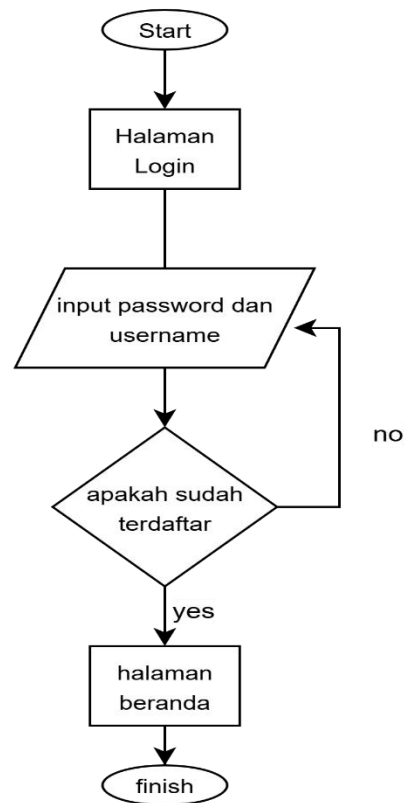 Start
Halaman
Login
input password dan
username
no
apakah sudah
terdaftar
yes
halaman
beranda
finish